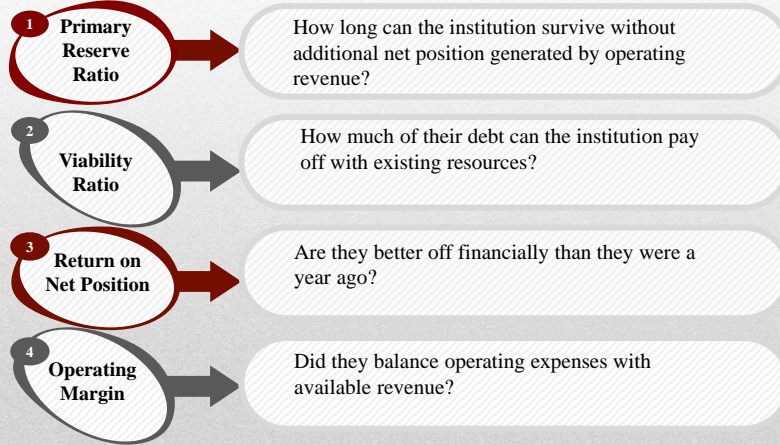 1
Primary
Reserve
Ratio
How long can the institution survive without
additional net position generated by operating
revenue?
2
Viability
Ratio
How much of their debt can the institution pay
off with existing resources?
3
Return on
Net Position
Are they better off financially than they were a
year ago?
4
Operating
Margin
Did they balance operating expenses with
available revenue?